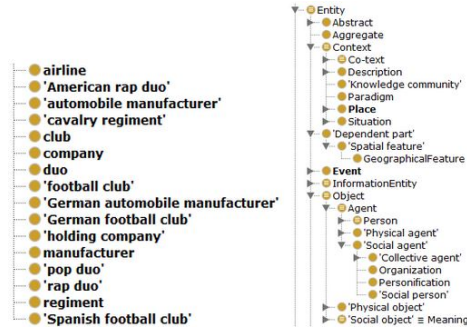 airline
'American rap duo'
'automobile manufacturer'
'cavalry regiment'
club
company
duo
'football club'
'German automobile manufacturer'
'German football club'
'holding company'
manufacturer
'pop duo'
'rap duo'
regiment
'Spanish football club'
Entity
Abstract
Aggregate
Context
Co-text
Description
'Knowledge community'
Paradigm
Place
Situation
'Dependent part'
'Spatial feature'
GeographicalFeature
Event
InformationEntity
Object
Agent
Person
'Physical agent'
'Social agent'
'Collective agent'
Organization
Personification
'Social person'
'Physical object'
'Social object' ≡ Meaning